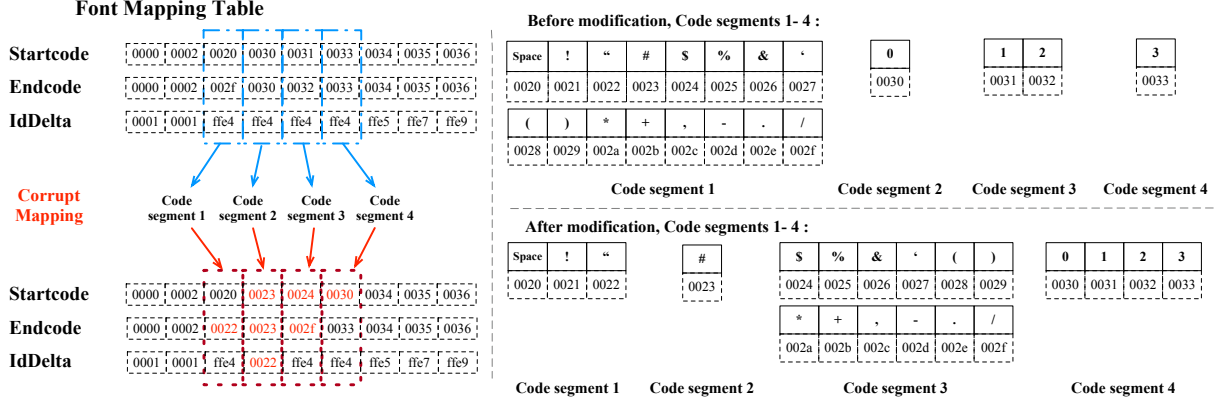 Font Mapping Table
Startcode 0000 0002 0020 0030 0031 0033 0034 0035 0036
Endcode 0000 0002 002f 0030 0032 0033 0034 0035 0036
IdDelta 0001 0001 ffe4 ffe4 ffe4 ffe4 ffe5 ffe7 ffe9
Corrupt
Mapping
Code
segment 1
Code
segment 2
Code
segment 3
Code
segment 4
Startcode 0000 0002 0020 0023 0024 0030 0034 0035 0036
Endcode 0000 0002 0022 0023 002f 0033 0034 0035 0036
IdDelta 0001 0001 ffe4 0022 ffe4 ffe4 ffe5 ffe7 ffe9
Before modification, Code segments 1- 4 :
Space ! “ # $ % & ‘
0020 0021 0022 0023 0024 0025 0026 0027
( ) * + , - . /
0028 0029 002a 002b 002c 002d 002e 002f
Code segment 1
0
0030
Code segment 2
1 2
0031 0032
Code segment 3
3
0033
Code segment 4
After modification, Code segments 1- 4 :
Space ! “
0020 0021 0022
Code segment 1
#
0023
Code segment 2
$ % & ‘ ( )
0024 0025 0026 0027 0028 0029
* + , - . /
002a 002b 002c 002d 002e 002f
Code segment 3
0 1 2 3
0030 0031 0032 0033
Code segment 4